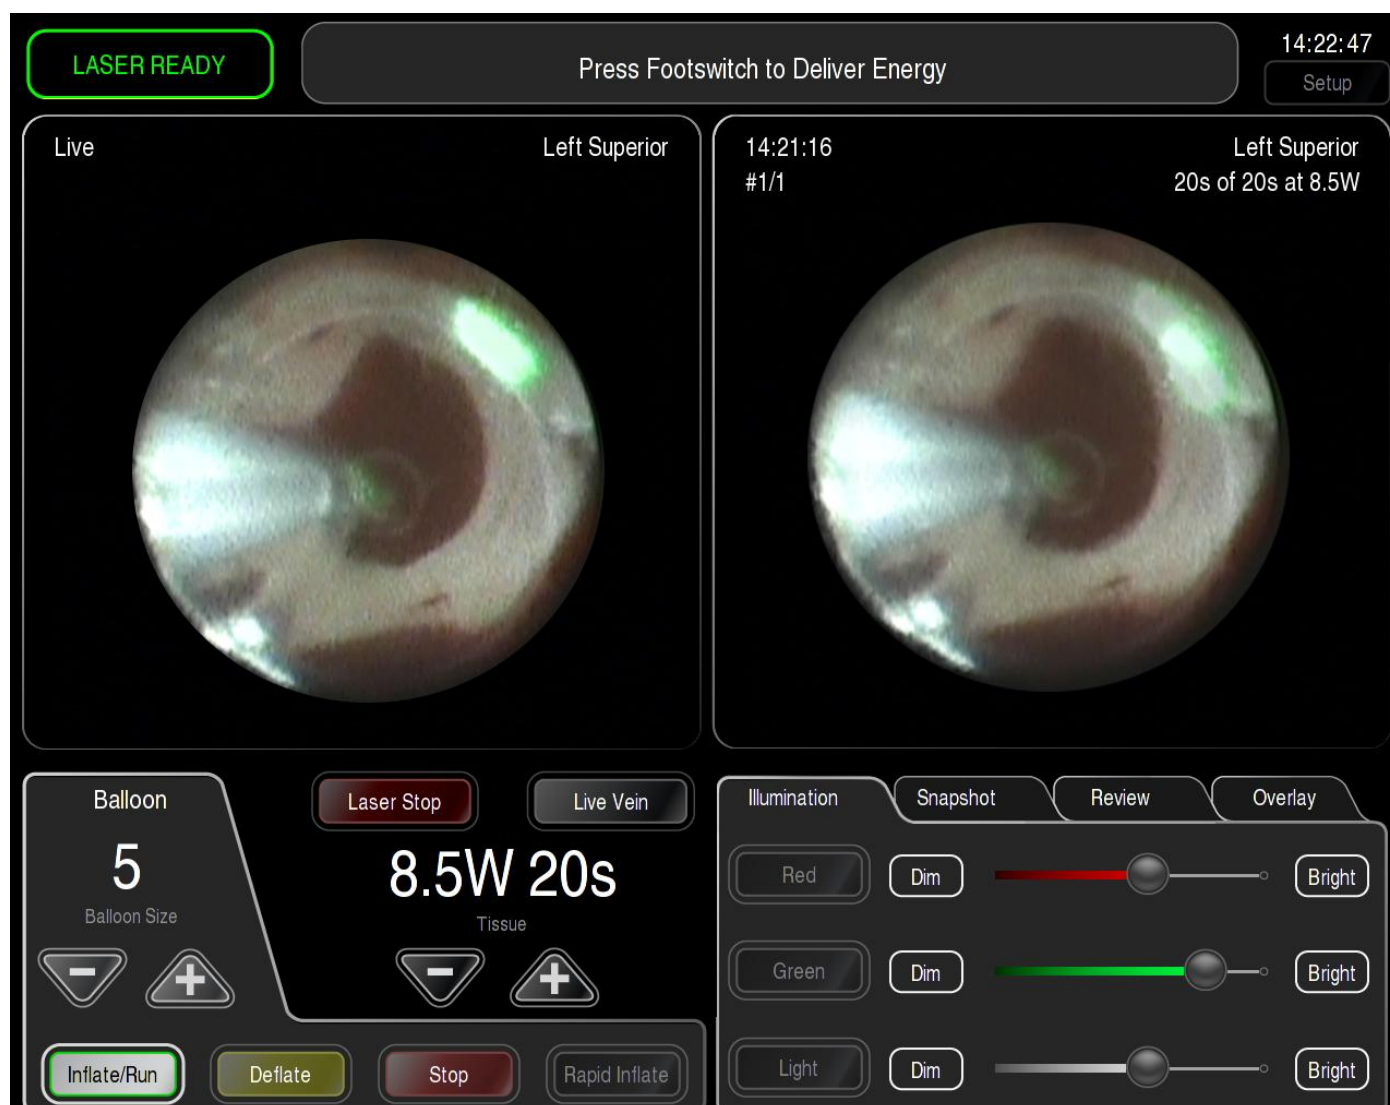 LASER READY
Press Footswitch to Deliver Energy
14:22:47
Setup
Live
Left Superior
14:21:16
Left Superior
#1/1
20s of 20s at 8.5W
Balloon
5
Balloon Size
Laser Stop
Live Vein
8.5W 20s
Tissue
Inflate/Run
Deflate
Stop
Rapid Inflate
Illumination
Snapshot
Review
Overlay
Red
Dim
Bright
Green
Dim
Bright
Light
Dim
Bright